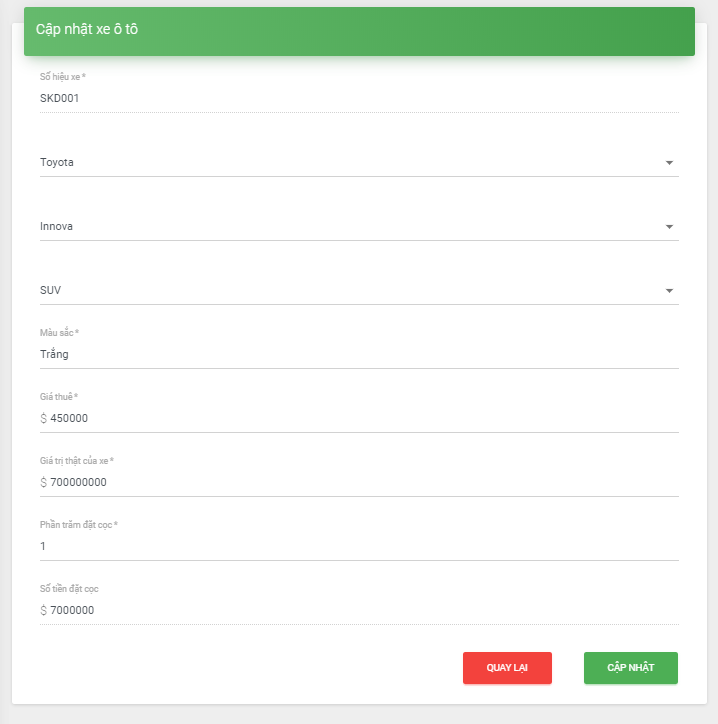 Cập nhật xe ô tô
Số hiệu xe *
SKD001
Toyota
Innova
SUV
Màu sắc *
Trắng
Giá thuê *
$ 450000
Giá trị thật của xe *
$ 700000000
Phần trăm đặt cọc *
1
Số tiền đặt cọc
$ 7000000
QUAY LẠI CẬP NHẬT